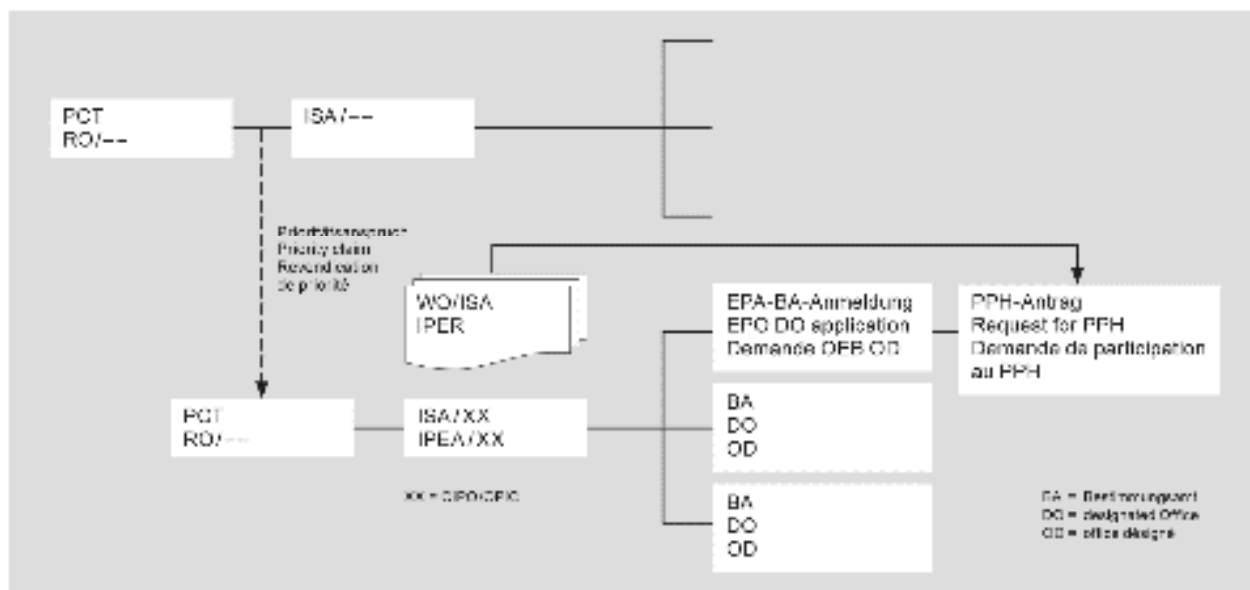 PCT
RO/––
ISA/––
Prioritätsanspruch
Priority claim
Revendication
de priorité
WO/ISA
IPER
EPA-BA-Anmeldung
EPO DO application
Demande OEB OD
PPH-Antrag
Request for PPH
Demande de participation
au PPH
PCT
RO/––
ISA/XX
IPEA/XX
BA
DO
OD
XX = CIPO/OPIC
BA
DO
OD
BA = Bestimmungsamt
DO = designated Office
OD = office désigné